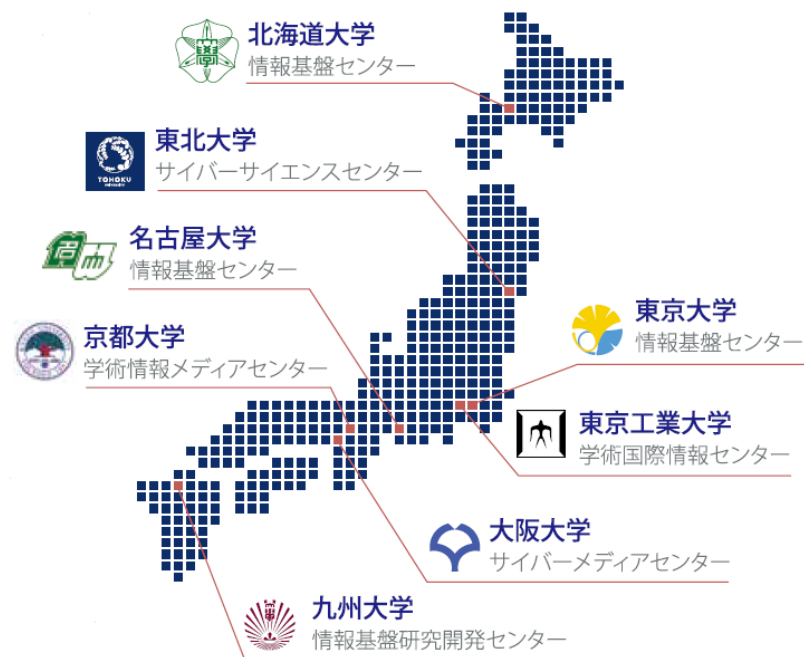 北海道大学
情報基盤センター
東北大学
サイバーサイエンスセンター
TOHOKU
名古屋大学
情報基盤センター
京都大学
学術情報メディアセンター
東京大学
情報基盤センター
東京工業大学
学術国際情報センター
大阪大学
サイバーメディアセンター
九州大学
情報基盤研究開発センター